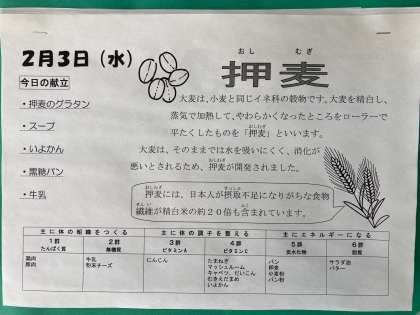 2月3日（水）
今日の献立
・押麦のグラタン
・スープ
・いよかん
・黒糖パン
・牛乳
おし むぎ
押麦
大麦は、小麦と同じイネ科の穀物です。大麦を精白し、
蒸気で加熱して、やわらかくなったところをローラーで
平たくしたものを「押麦」といいます。
大麦は、そのままでは水を吸いにくく、消化が
悪いとされるため、押麦が開発されました。
押麦には、日本人が摂取不足になりがちな食物
繊維が精白米の約20倍も含まれています。
主に体の組織をつくる 主に体の調子を整える 主にエネルギーになる
1群 2群 3群 4群 5群 6群
たんぱく質 無機質 ビタミンA ビタミンC 炭水化物 脂質
鶏肉 牛乳 にんじん たまねぎ パン サラダ油
豚肉 粉末チーズ マッシュルーム 押麦 バター
キャベツ、だいこん 小麦粉
むきえだまめ パン粉
いよかん